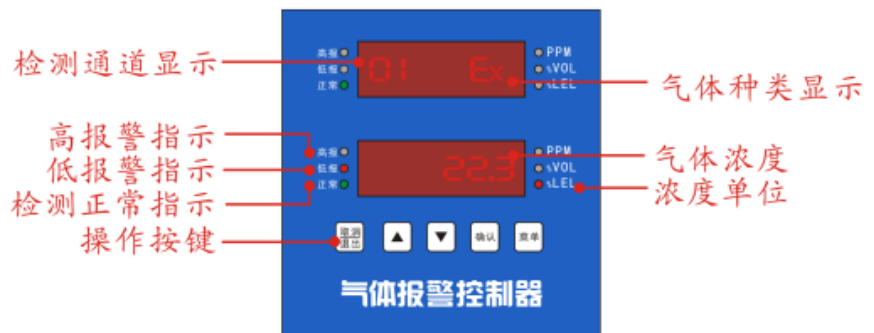 检测通道显示
高报
低报
正常
01 Ex
PPM
%VOL
%LEL
气体种类显示
高报警指示
低报警指示
检测正常指示
操作按键
高报
低报
正常
22.3
PPM
%VOL
%LEL
气体浓度
浓度单位
取消
退出
▲
▼
确认
菜单
气体报警控制器